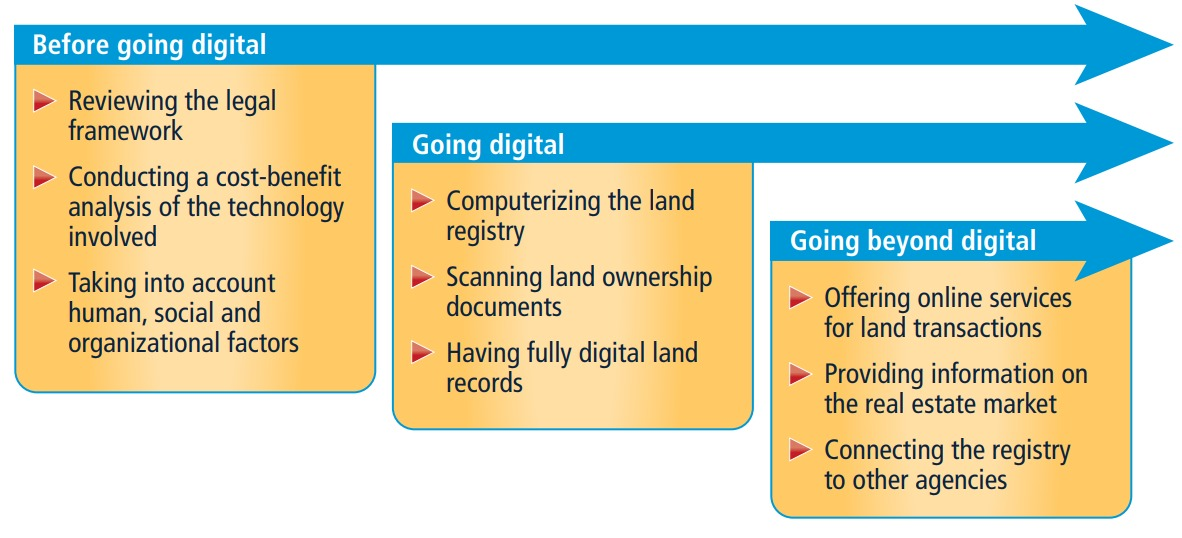 Before going digital
Reviewing the legal
framework
Conducting a cost-benefit
analysis of the technology
involved
Taking into account
human, social and
organizational factors
Going digital
Computerizing the land
registry
Scanning land ownership
documents
Having fully digital land
records
Going beyond digital
Offering online services
for land transactions
Providing information on
the real estate market
Connecting the registry
to other agencies